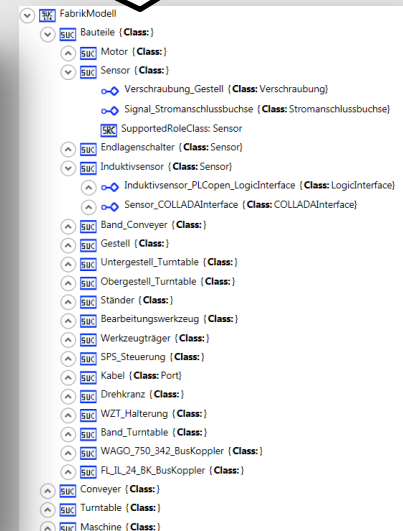 SUC Lib FabrikModell
SUC Bauteile {Class:}
SUC Motor {Class:}
SUC Sensor {Class:}
Verschraubung_Gestell {Class: Verschraubung}
Signal_Stromanschlussbuchse {Class: Stromanschlussbuchse}
SRC SupportedRoleClass: Sensor
SUC Endlagenschalter {Class: Sensor}
SUC Induktivsensor {Class: Sensor}
Induktivsensor_PLCopen_LogicInterface {Class: LogicInterface}
Sensor_COLLADAInterface {Class: COLLADAInterface}
SUC Band_Conveyer {Class:}
SUC Gestell {Class:}
SUC Untergestell_Turntable {Class:}
SUC Obergestell_Turntable {Class:}
SUC Ständer {Class:}
SUC Bearbeitungswerkzeug {Class:}
SUC Werkzeugträger {Class:}
SUC SPS_Steuerung {Class:}
SUC Kabel {Class: Port}
SUC Drehkranz {Class:}
SUC WZT_Halterung {Class:}
SUC Band_Turntable {Class:}
SUC WAGO_750_342_BusKoppler {Class:}
SUC FL_IL_24_BK_BusKoppler {Class:}
SUC Conveyer {Class:}
SUC Turntable {Class:}
SUC Maschine {Class:}